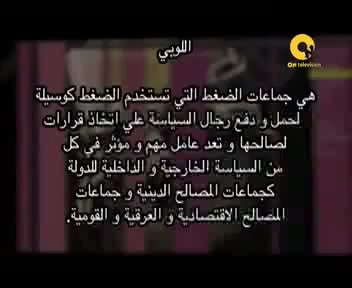 اللوبي
ON television
هي جماعات الضغط التي تستخدم الضغط كوسيلة
لحمل و دفع رجال السياسة علي اتخاذ قرارات
لصالحها و تعد عامل مهم و مؤثر في كل
من السياسة الخارجية و الداخلية للدولة
كجماعات المصالح الدينية و جماعات
المصالح الاقتصادية و العرقية و القومية.